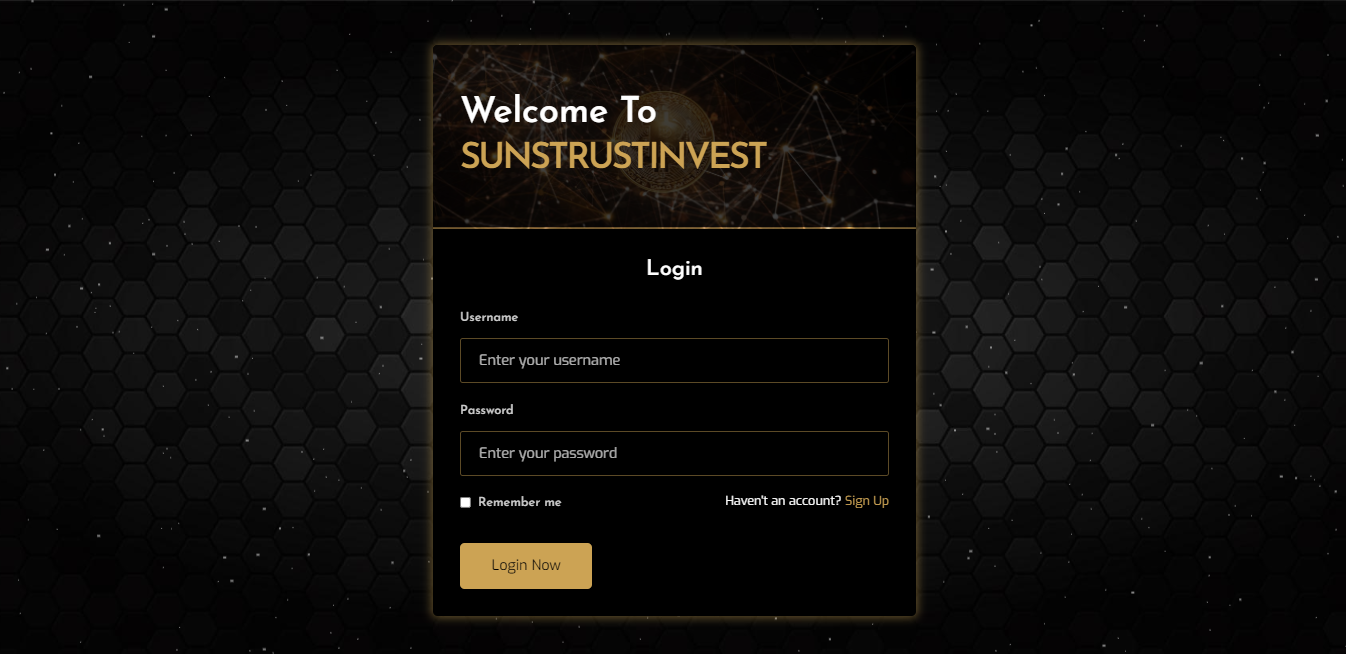 Welcome To
SUNSTRUSTINVEST
Login
Username
Enter your username
Password
Enter your password
Remember me
Haven't an account? Sign Up
Login Now